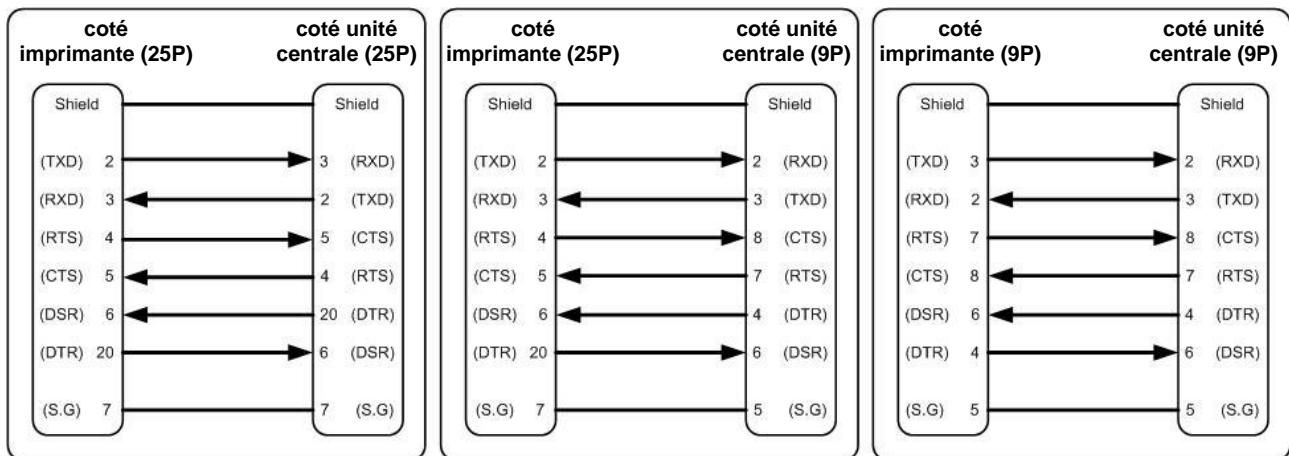 coté imprimante (25P)
coté unité centrale (25P)
Shield Shield
(TXD) 2 3 (RXD)
(RXD) 3 2 (TXD)
(RTS) 4 5 (CTS)
(CTS) 5 4 (RTS)
(DSR) 6 20 (DTR)
(DTR) 20 6 (DSR)
(S.G) 7 7 (S.G)
coté imprimante (25P)
coté unité centrale (9P)
Shield Shield
(TXD) 2 2 (RXD)
(RXD) 3 3 (TXD)
(RTS) 4 8 (CTS)
(CTS) 5 7 (RTS)
(DSR) 6 4 (DTR)
(DTR) 20 6 (DSR)
(S.G) 7 5 (S.G)
coté imprimante (9P)
coté unité centrale (9P)
Shield Shield
(TXD) 3 2 (RXD)
(RXD) 2 3 (TXD)
(RTS) 7 8 (CTS)
(CTS) 8 7 (RTS)
(DSR) 6 4 (DTR)
(DTR) 4 6 (DSR)
(S.G) 5 5 (S.G)